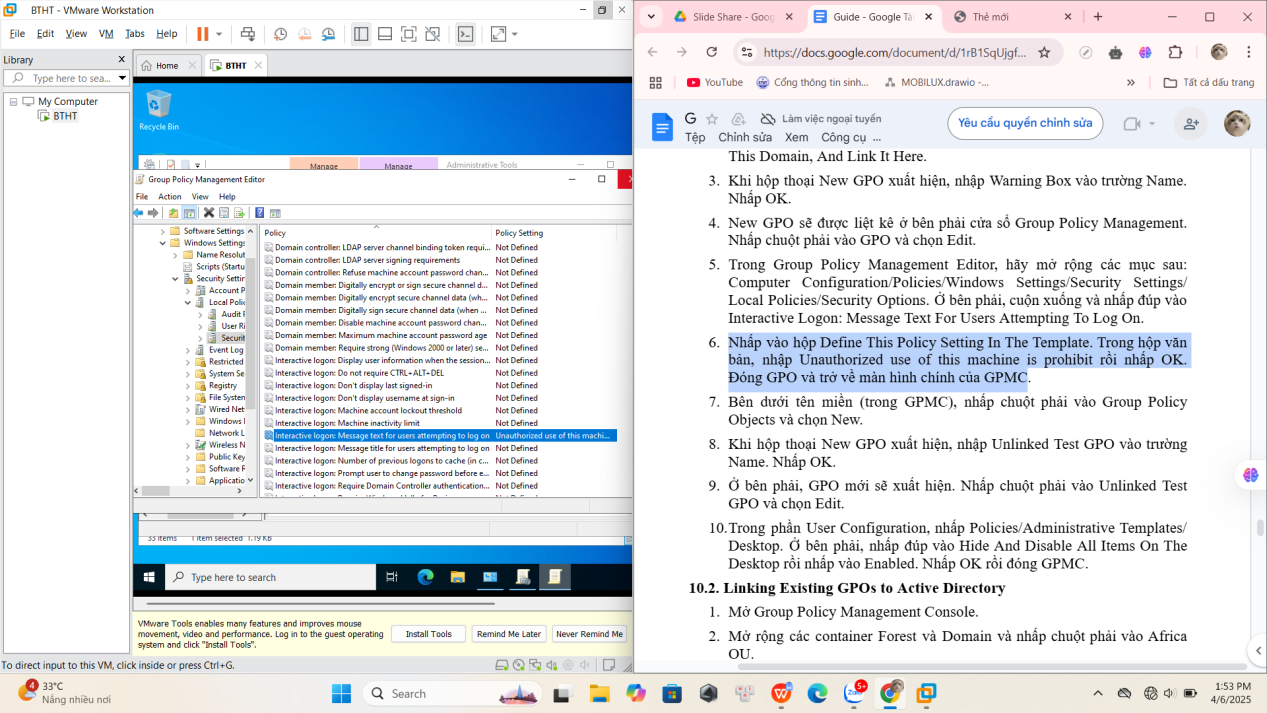 BTHT - VMware Workstation
File Edit View VM Tabs Help
Library
Type here to sea...
My Computer
BTHT
Home
BTHT
Recycle Bin
Manage Manage Administrative Tools
Group Policy Management Editor
File Action View Help
Software Settings
Windows Settings
Name Resolut
Scripts (Startu
Security Settin
Account P
Local Polic
Audit F
User Ri
Securit
Event Log
Restricted
System Se
Registry
File System
Wired Net
Windows
Network L
Wireless N
Public Key
Software R
Applicatio
Policy Policy Setting
Domain controller: LDAP server channel binding token requi... Not Defined
Domain controller: LDAP server signing requirements Not Defined
Domain controller: Refuse machine account password chan... Not Defined
Domain member: Digitally encrypt or sign secure channel d... Not Defined
Domain member: Digitally encrypt secure channel data (wh... Not Defined
Domain member: Digitally sign secure channel data (when ... Not Defined
Domain member: Disable machine account password chan... Not Defined
Domain member: Maximum machine account password age Not Defined
Domain member: Require strong (Windows 2000 or later) se... Not Defined
Interactive logon: Display user information when the session... Not Defined
Interactive logon: Do not require CTRL+ALT+DEL Not Defined
Interactive logon: Don't display last signed-in Not Defined
Interactive logon: Don't display username at sign-in Not Defined
Interactive logon: Machine account lockout threshold Not Defined
Interactive logon: Machine inactivity limit Not Defined
Interactive logon: Message text for users attempting to log on Unauthorized use of this machi...
Interactive logon: Message title for users attempting to log on Not Defined
Interactive logon: Number of previous logons to cache (in c... Not Defined
Interactive logon: Prompt user to change password before e... Not Defined
Interactive logon: Require Domain Controller authentication... Not Defined
33 items 1 item selected 1.19 KB
Type here to search
VMware Tools enables many features and improves mouse
movement, video and performance. Log in to the guest operating
system and click "Install Tools".
Install Tools Remind Me Later Never Remind Me
To direct input to this VM, click inside or press Ctrl+G.
Slide Share - Goog
Guide - Google Tà
Thẻ mới
https://docs.google.com/document/d/1rB1SqUjgf...
YouTube Cổng thông tin sinh... MOBILUX.drawio -... Tất cả dấu trang
G Làm việc ngoại tuyến
Tệp Chỉnh sửa Xem Công cụ ...
Yêu cầu quyền chỉnh sửa
This Domain, And Link It Here.
3. Khi hộp thoại New GPO xuất hiện, nhập Warning Box vào trường Name.
Nhấp OK.
4. New GPO sẽ được liệt kê ở bên phải cửa sổ Group Policy Management.
Nhấp chuột phải vào GPO và chọn Edit.
5. Trong Group Policy Management Editor, hãy mở rộng các mục sau:
Computer Configuration/Policies/Windows Settings/Security Settings/
Local Policies/Security Options. Ở bên phải, cuộn xuống và nhấp đúp vào
Interactive Logon: Message Text For Users Attempting To Log On.
6. Nhấp vào hộp Define This Policy Setting In The Template. Trong hộp văn
bản, nhập Unauthorized use of this machine is prohibit rồi nhấp OK.
Đóng GPO và trở về màn hình chính của GPMC.
7. Bên dưới tên miền (trong GPMC), nhấp chuột phải vào Group Policy
Objects và chọn New.
8. Khi hộp thoại New GPO xuất hiện, nhập Unlinked Test GPO vào trường
Name. Nhấp OK.
9. Ở bên phải, GPO mới sẽ xuất hiện. Nhấp chuột phải vào Unlinked Test
GPO và chọn Edit.
10. Trong phần User Configuration, nhấp Policies/Administrative Templates/
Desktop. Ở bên phải, nhấp đúp vào Hide And Disable All Items On The
Desktop rồi nhấp vào Enabled. Nhấp OK rồi đóng GPMC.
10.2. Linking Existing GPOs to Active Directory
1. Mở Group Policy Management Console.
2. Mở rộng các container Forest và Domain và nhấp chuột phải vào Africa
OU.
4
33°C
Nắng nhiều nơi
Search
Zalo
5+
1:53 PM
4/6/2025